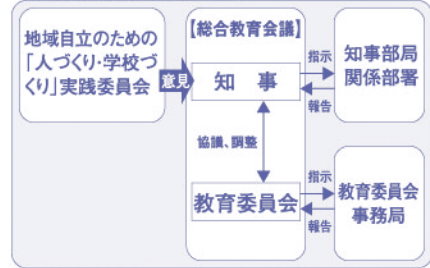 地域自立のための
「人づくり・学校づ
くり」実践委員会
意見
【総合教育会議】
知 事
協議、調整
教育委員会
指示
報告
知事部局
関係部署
指示
報告
教育委員会
事務局